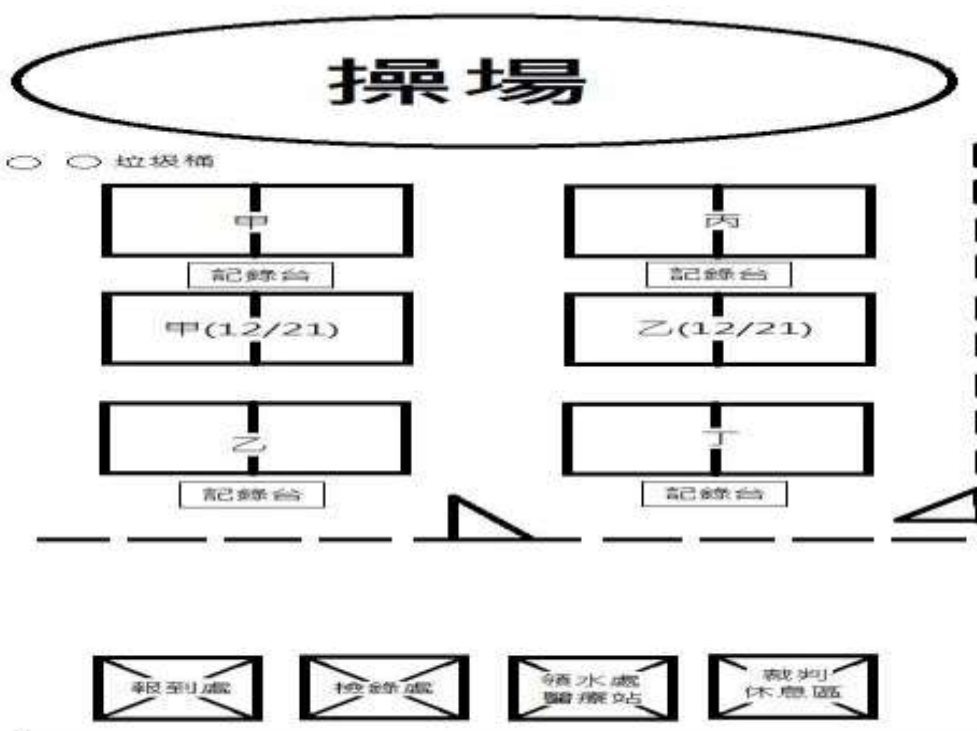 操場
垃圾桶
甲
丙
記錄台
記錄台
甲(12/21)
乙(12/21)
乙
丁
記錄台
記錄台
報到處
檢錄處
領水處
醫療站
裁判
休息區